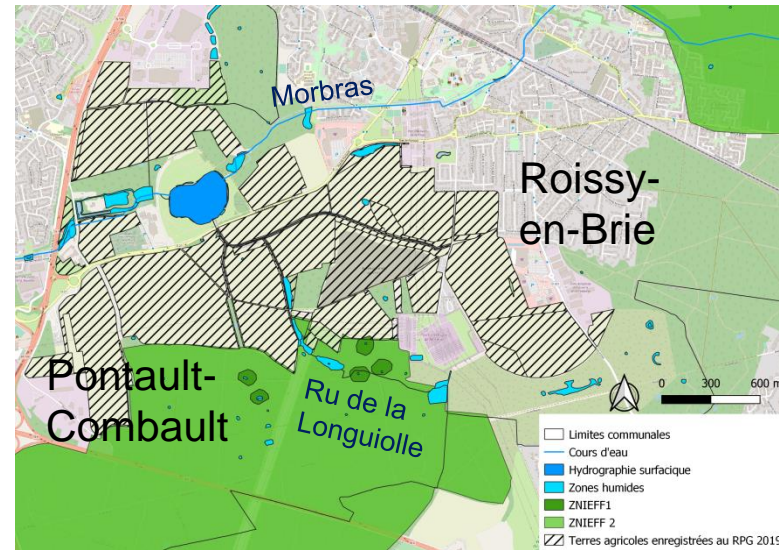 Morbras
Roissy-
en-Brie
Pontault-
Combault
Ru de la
Longuiolle
0 300 600 m
Limites communales
Cours d'eau
Hydrographie surfacique
Zones humides
ZNIEFF1
ZNIEFF 2
Terres agricoles enregistrées au RPG 2019